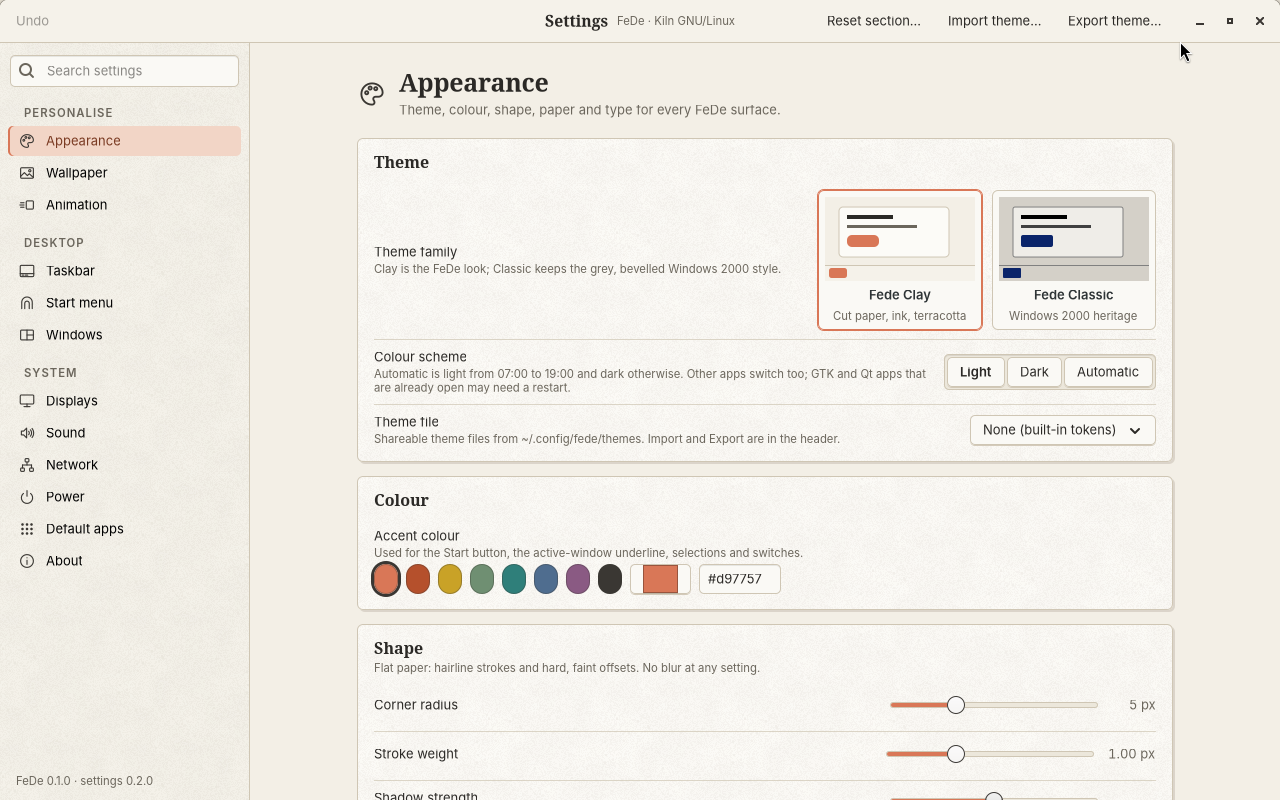 Undo
Settings FeDe · Kiln GNU/Linux
Reset section...
Import theme...
Export theme...
Search settings
PERSONALISE
Appearance
Wallpaper
Animation
DESKTOP
Taskbar
Start menu
Windows
SYSTEM
Displays
Sound
Network
Power
Default apps
About
FeDe 0.1.0 · settings 0.2.0
Appearance
Theme, colour, shape, paper and type for every FeDe surface.
Theme
Theme family
Clay is the FeDe look; Classic keeps the grey, bevelled Windows 2000 style.
Fede Clay
Cut paper, ink, terracotta
Fede Classic
Windows 2000 heritage
Colour scheme
Automatic is light from 07:00 to 19:00 and dark otherwise. Other apps switch too; GTK and Qt apps that
are already open may need a restart.
Light
Dark
Automatic
Theme file
Shareable theme files from ~/.config/fede/themes. Import and Export are in the header.
None (built-in tokens)
Colour
Accent colour
Used for the Start button, the active-window underline, selections and switches.
#d97757
Shape
Flat paper: hairline strokes and hard, faint offsets. No blur at any setting.
Corner radius
5 px
Stroke weight
1.00 px
Shadow strength